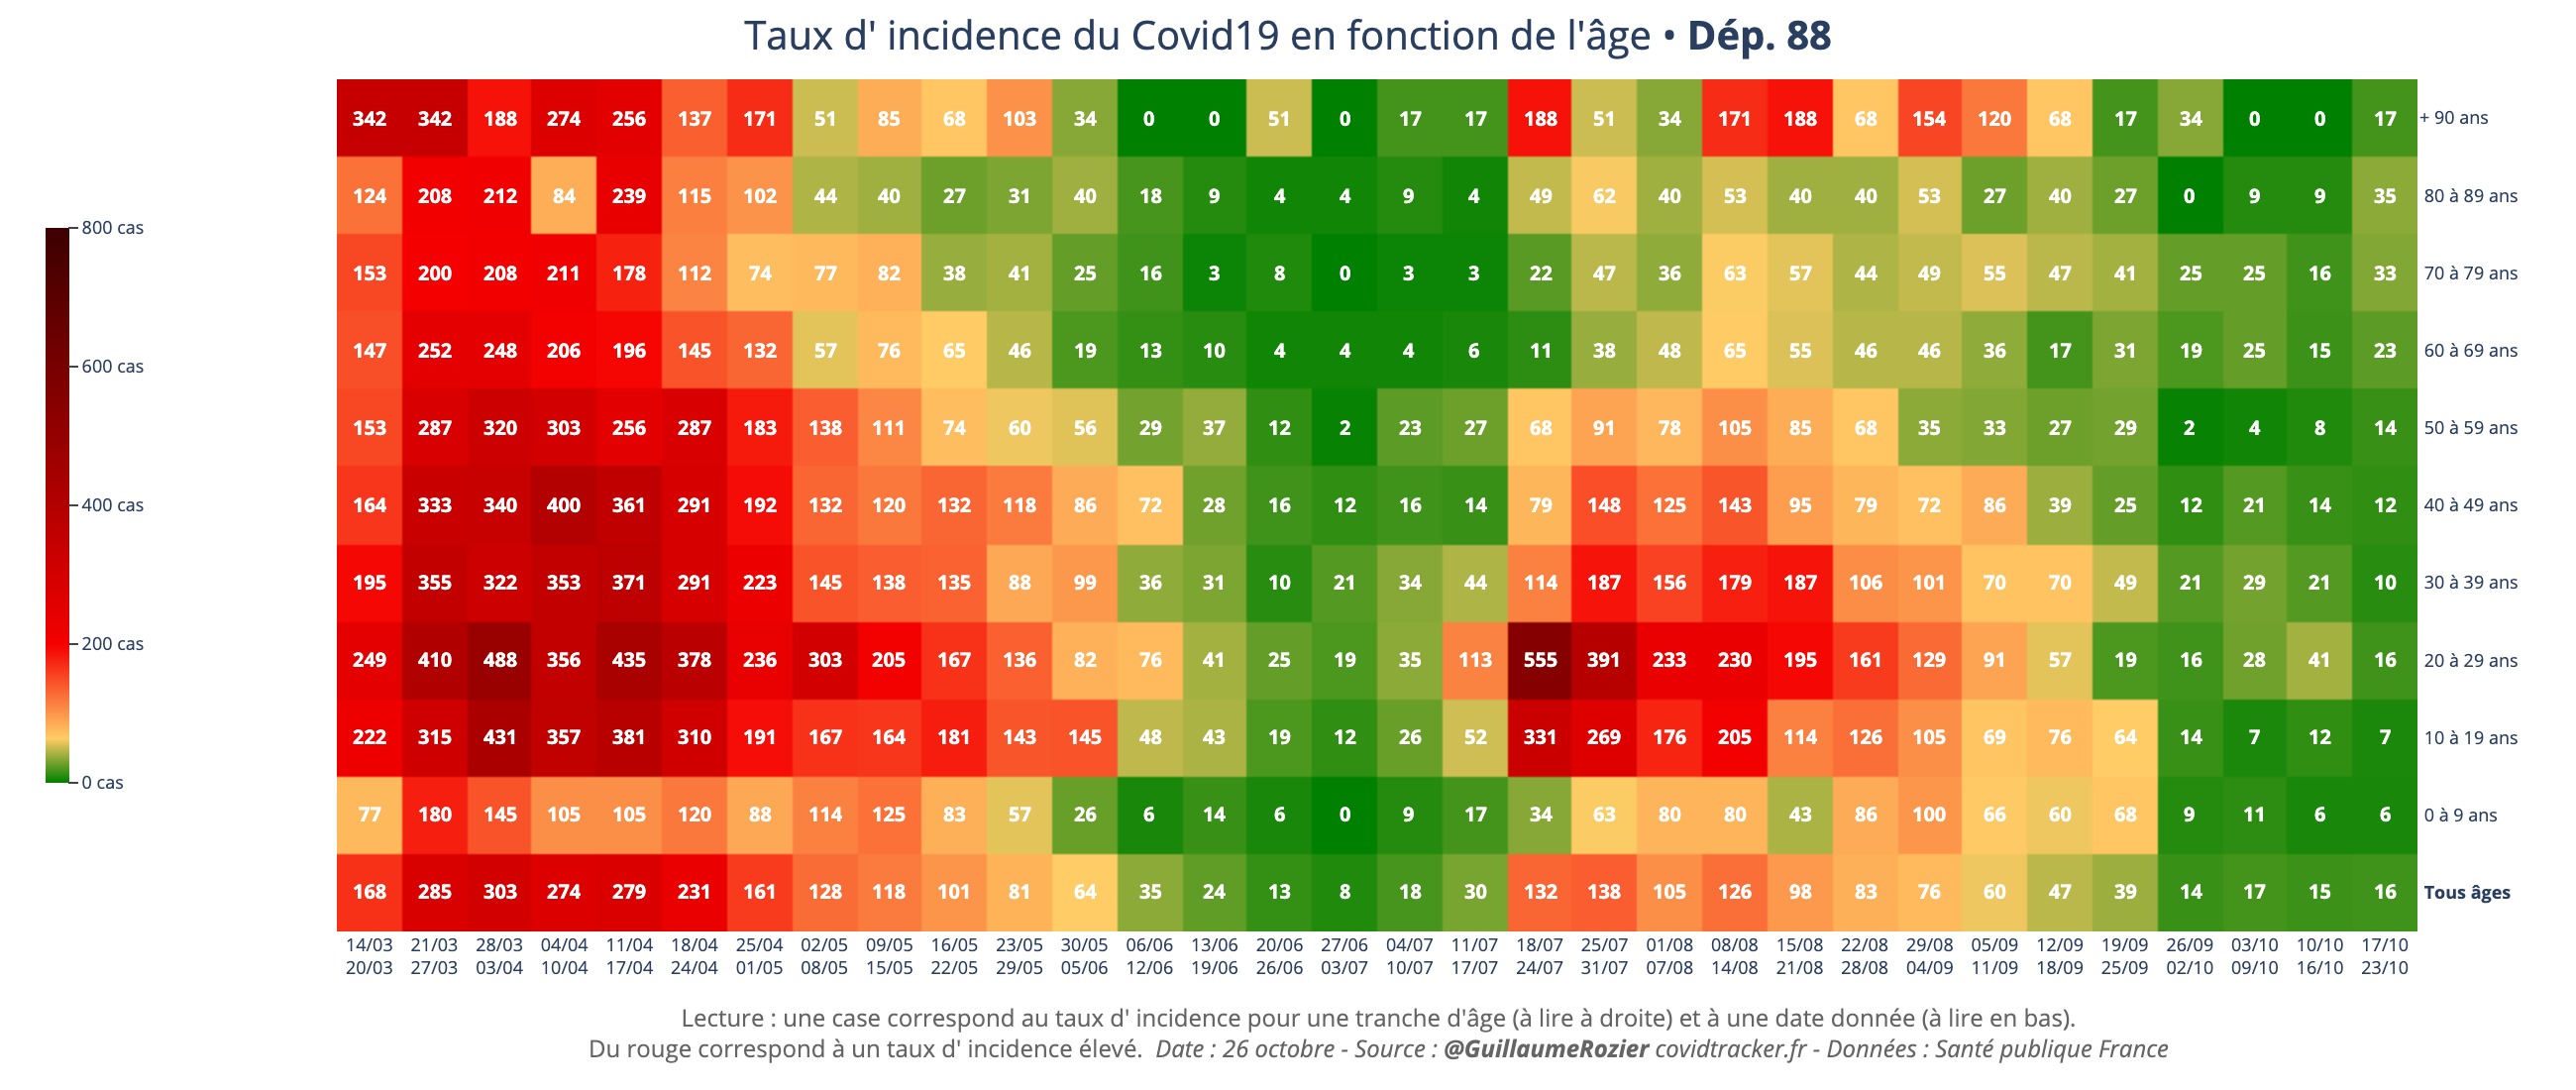 Taux d' incidence du Covid19 en fonction de l'âge • Dép. 88
800 cas
600 cas
400 cas
200 cas
0 cas
342 342 188 274 256 137 171 51 85 68 103 34 0 0 51 0 17 17 188 51 34 171 188 68 154 120 68 17 34 0 0 17 + 90 ans
124 208 212 84 239 115 102 44 40 27 31 40 18 9 4 4 9 4 49 62 40 53 40 40 53 27 40 27 0 9 9 35 80 à 89 ans
153 200 208 211 178 112 74 77 82 38 41 25 16 3 8 0 3 3 22 47 36 63 57 44 49 55 47 41 25 25 16 33 70 à 79 ans
147 252 248 206 196 145 132 57 76 65 46 19 13 10 4 4 4 6 11 38 48 65 55 46 46 36 17 31 19 25 15 23 60 à 69 ans
153 287 320 303 256 287 183 138 111 74 60 56 29 37 12 2 23 27 68 91 78 105 85 68 35 33 27 29 2 4 8 14 50 à 59 ans
164 333 340 400 361 291 192 132 120 132 118 86 72 28 16 12 16 14 79 148 125 143 95 79 72 86 39 25 12 21 14 12 40 à 49 ans
195 355 322 353 371 291 223 145 138 135 88 99 36 31 10 21 34 44 114 187 156 179 187 106 101 70 70 49 21 29 21 10 30 à 39 ans
249 410 488 356 435 378 236 303 205 167 136 82 76 41 25 19 35 113 555 391 233 230 195 161 129 91 57 19 16 28 41 16 20 à 29 ans
222 315 431 357 381 310 191 167 164 181 143 145 48 43 19 12 26 52 331 269 176 205 114 126 105 69 76 64 14 7 12 7 10 à 19 ans
77 180 145 105 105 120 88 114 125 83 57 26 6 14 6 0 9 17 34 63 80 80 43 86 100 66 60 68 9 11 6 6 0 à 9 ans
168 285 303 274 279 231 161 128 118 101 81 64 35 24 13 8 18 30 132 138 105 126 98 83 76 60 47 39 14 17 15 16 Tous âges
14/03 21/03 28/03 04/04 11/04 18/04 25/04 02/05 09/05 16/05 23/05 30/05 06/06 13/06 20/06 27/06 04/07 11/07 18/07 25/07 01/08 08/08 15/08 22/08 29/08 05/09 12/09 19/09 26/09 03/10 10/10 17/10
20/03 27/03 03/04 10/04 17/04 24/04 01/05 08/05 15/05 22/05 29/05 05/06 12/06 19/06 26/06 03/07 10/07 17/07 24/07 31/07 07/08 14/08 21/08 28/08 04/09 11/09 18/09 25/09 02/10 09/10 16/10 23/10
Lecture : une case correspond au taux d' incidence pour une tranche d'âge (à lire à droite) et à une date donnée (à lire en bas).
Du rouge correspond à un taux d' incidence élevé. Date : 26 octobre - Source : @GuillaumeRozier covidtracker.fr - Données : Santé publique France